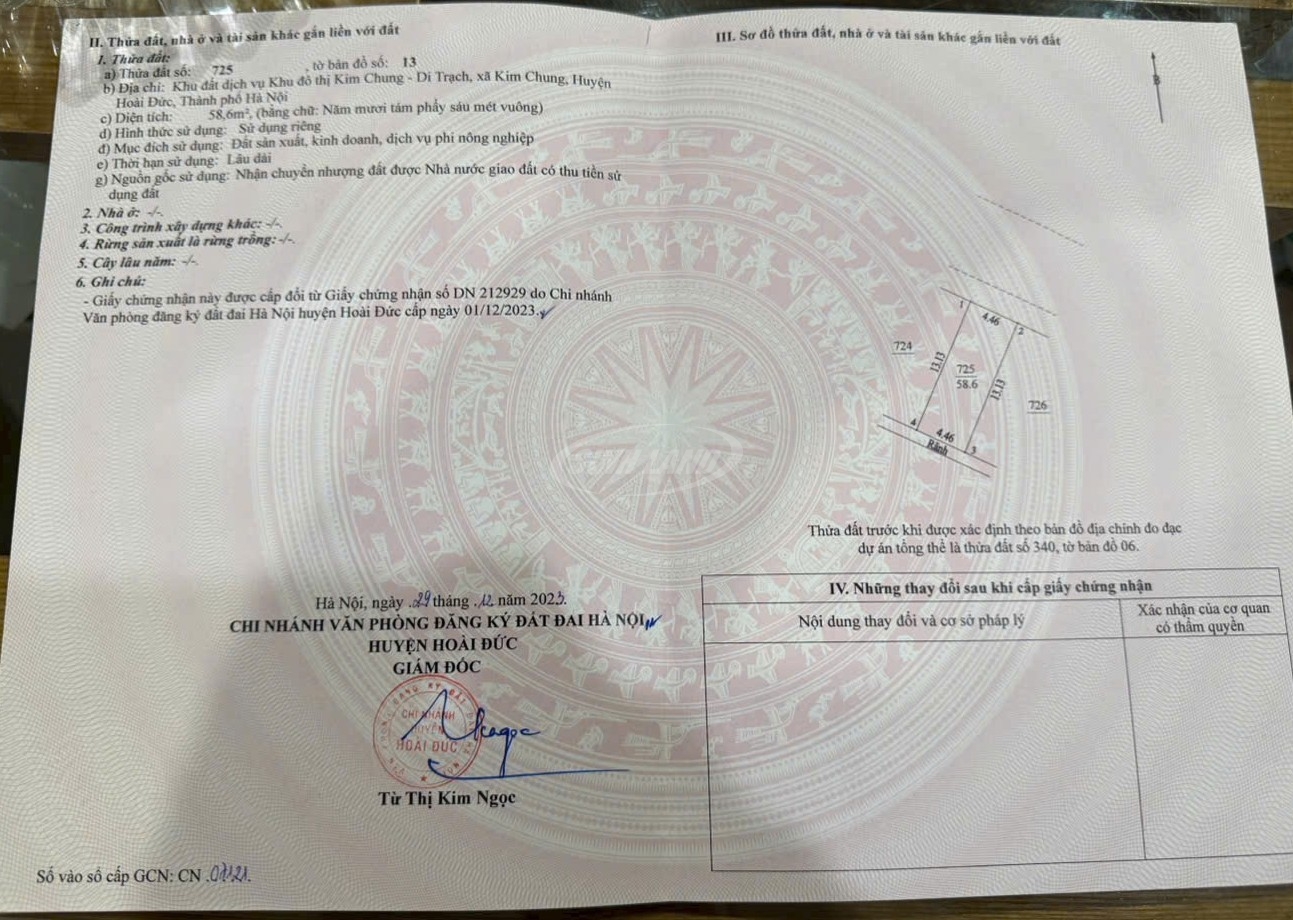 II. Thửa đất, nhà ở và tài sản khác gắn liền với đất
1. Thửa đất:
a) Thửa đất số: 725 , tờ bản đồ số: 13
b) Địa chỉ: Khu đất dịch vụ Khu đô thị Kim Chung - Di Trạch, xã Kim Chung, Huyện
Hoài Đức, Thành phố Hà Nội
c) Diện tích: 58,6m², (bằng chữ: Năm mươi tám phẩy sáu mét vuông)
d) Hình thức sử dụng: Sử dụng riêng
đ) Mục đích sử dụng: Đất sản xuất, kinh doanh, dịch vụ phi nông nghiệp
e) Thời hạn sử dụng: Lâu dài
g) Nguồn gốc sử dụng: Nhận chuyển nhượng đất được Nhà nước giao đất có thu tiền sử
dụng đất
2. Nhà ở: -/-.
3. Công trình xây dựng khác: -/-.
4. Rừng sản xuất là rừng trồng: -/-.
5. Cây lâu năm: -/-.
6. Ghi chú:
- Giấy chứng nhận này được cấp đổi từ Giấy chứng nhận số DN 212929 do Chi nhánh
Văn phòng đăng ký đất đai Hà Nội huyện Hoài Đức cấp ngày 01/12/2023.
Hà Nội, ngày 29 tháng 12 năm 2023.
CHI NHÁNH VĂN PHÒNG ĐĂNG KÝ ĐẤT ĐAI HÀ NỘI
HUYỆN HOÀI ĐỨC
GIÁM ĐỐC
CHI NHÁNH
HUYỆN
HOÀI ĐỨC
Từ Thị Kim Ngọc
Số vào sổ cấp GCN: CN
III. Sơ đồ thửa đất, nhà ở và tài sản khác gắn liền với đất
B
1
4.46
2
724
13.13
725
58.6
13.13
726
4
4.46
3
Rãnh
Thửa đất trước khi được xác định theo bản đồ địa chính đo đạc
dự án tổng thể là thửa đất số 340, tờ bản đồ 06.
IV. Những thay đổi sau khi cấp giấy chứng nhận
Nội dung thay đổi và cơ sở pháp lý
Xác nhận của cơ quan
có thẩm quyền